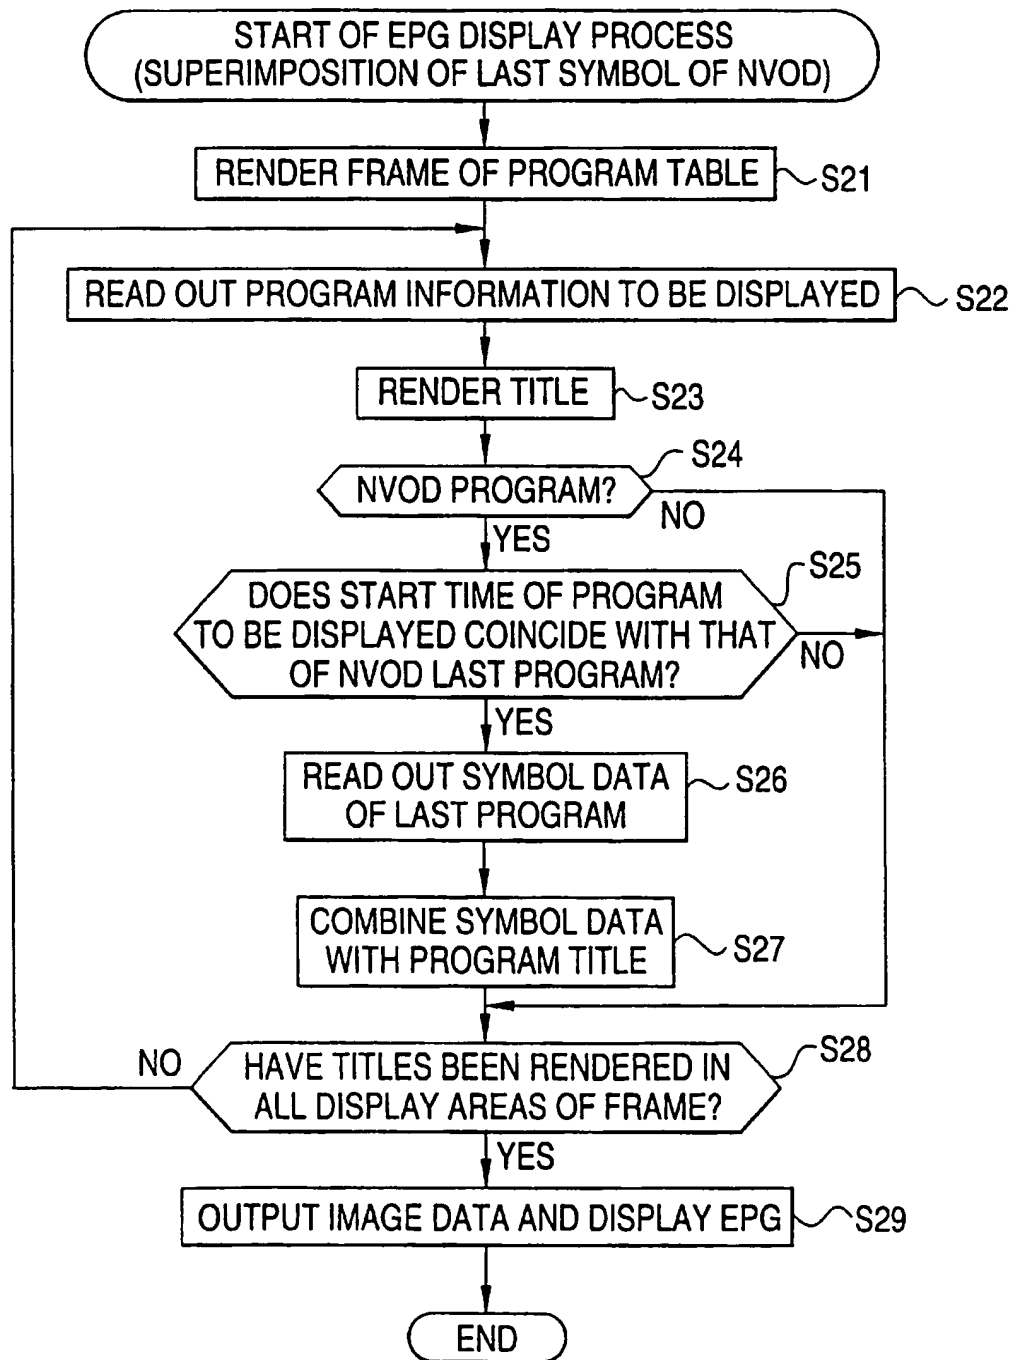 START OF EPG DISPLAY PROCESS
(SUPERIMPOSITION OF LAST SYMBOL OF NVOD)
RENDER FRAME OF PROGRAM TABLE
S21
READ OUT PROGRAM INFORMATION TO BE DISPLAYED
S22
RENDER TITLE
S23
S24
NVOD PROGRAM?
NO
YES
S25
DOES START TIME OF PROGRAM
TO BE DISPLAYED COINCIDE WITH THAT
OF NVOD LAST PROGRAM?
NO
YES
READ OUT SYMBOL DATA
OF LAST PROGRAM
S26
COMBINE SYMBOL DATA
WITH PROGRAM TITLE
S27
S28
NO
HAVE TITLES BEEN RENDERED IN
ALL DISPLAY AREAS OF FRAME?
YES
OUTPUT IMAGE DATA AND DISPLAY EPG
S29
END